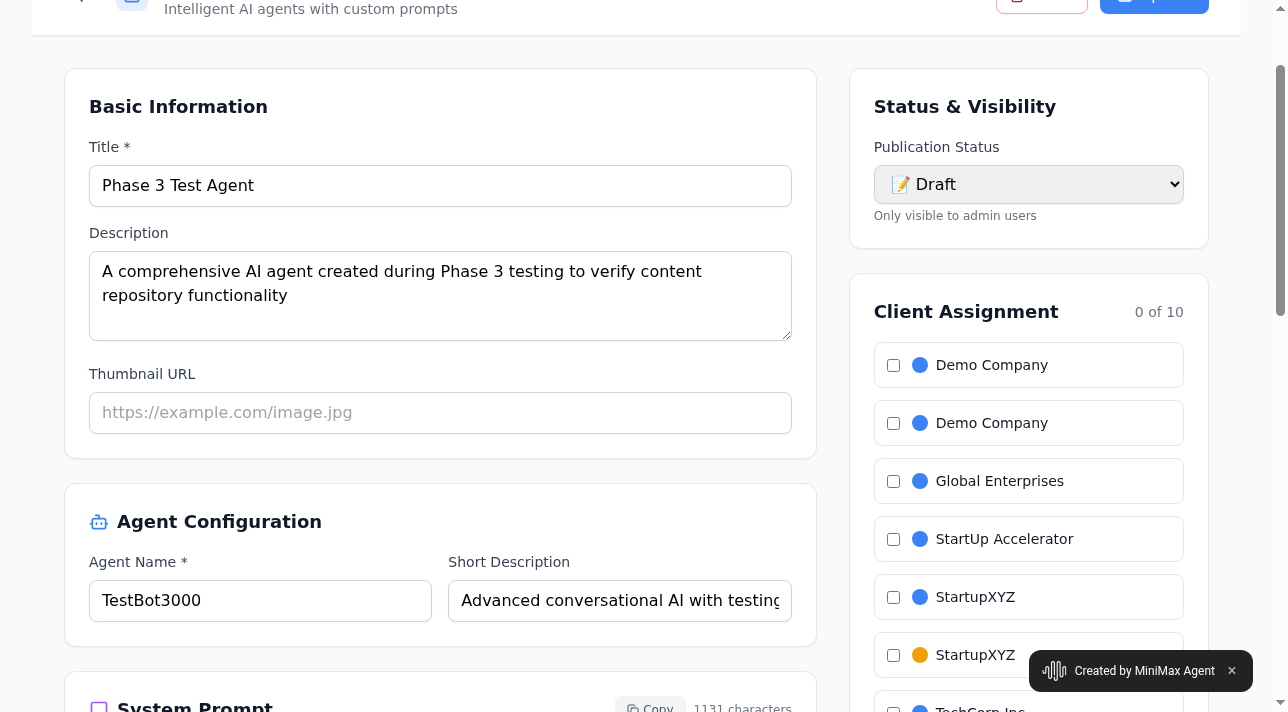 Intelligent AI agents with custom prompts
Basic Information
Title *
Phase 3 Test Agent
Description
A comprehensive AI agent created during Phase 3 testing to verify content
repository functionality
Thumbnail URL
https://example.com/image.jpg
Agent Configuration
Agent Name *
Short Description
TestBot3000
Advanced conversational AI with testing
System Prompt
Copy
1131 characters
Status & Visibility
Publication Status
📝 Draft
Only visible to admin users
Client Assignment
0 of 10
Demo Company
Demo Company
Global Enterprises
StartUp Accelerator
StartupXYZ
StartupXYZ
TechCorp Inc
Created by MiniMax Agent ×